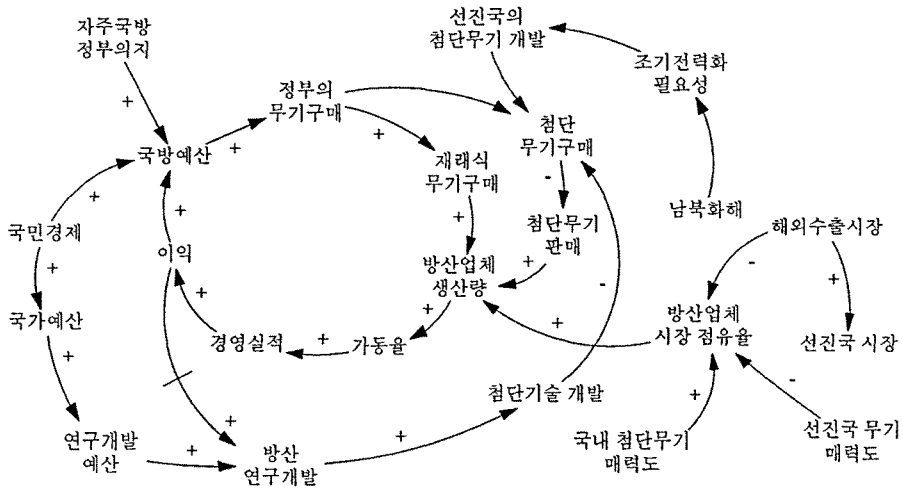 자주국방
정부의지
선진국의
첨단무기 개발
조기전력화
필요성
+
정부의
무기구매
+
첨단
무기구매
국방예산
+
재래식
무기구매
-
+
+
남북화해
국민경제
이익
+
첨단무기
판매
해외수출시장
+
방산업체
생산량
+
-
+
+
-
국가예산
+
방산업체
시장 점유율
선진국 시장
경영실적
+
가동율
+
+
첨단기술 개발
-
+
+
연구개발
예산
+
방산
연구개발
+
국내 첨단무기
매력도
선진국 무기
매력도